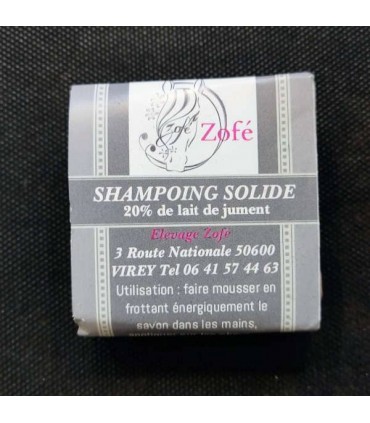 Zofé
Zofé
SHAMPOING SOLIDE
20% de lait de jument
Elevage Zofé
3 Route Nationale 50600
VIREY Tel 06 41 57 44 63
Utilisation : faire mousser en
frottant énergiquement le
savon dans les mains,